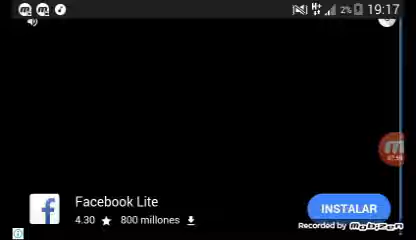 H+ 2% 19:17
Facebook Lite
4.30 ★ 800 millones
INSTALAR
Recorded by Mobizen